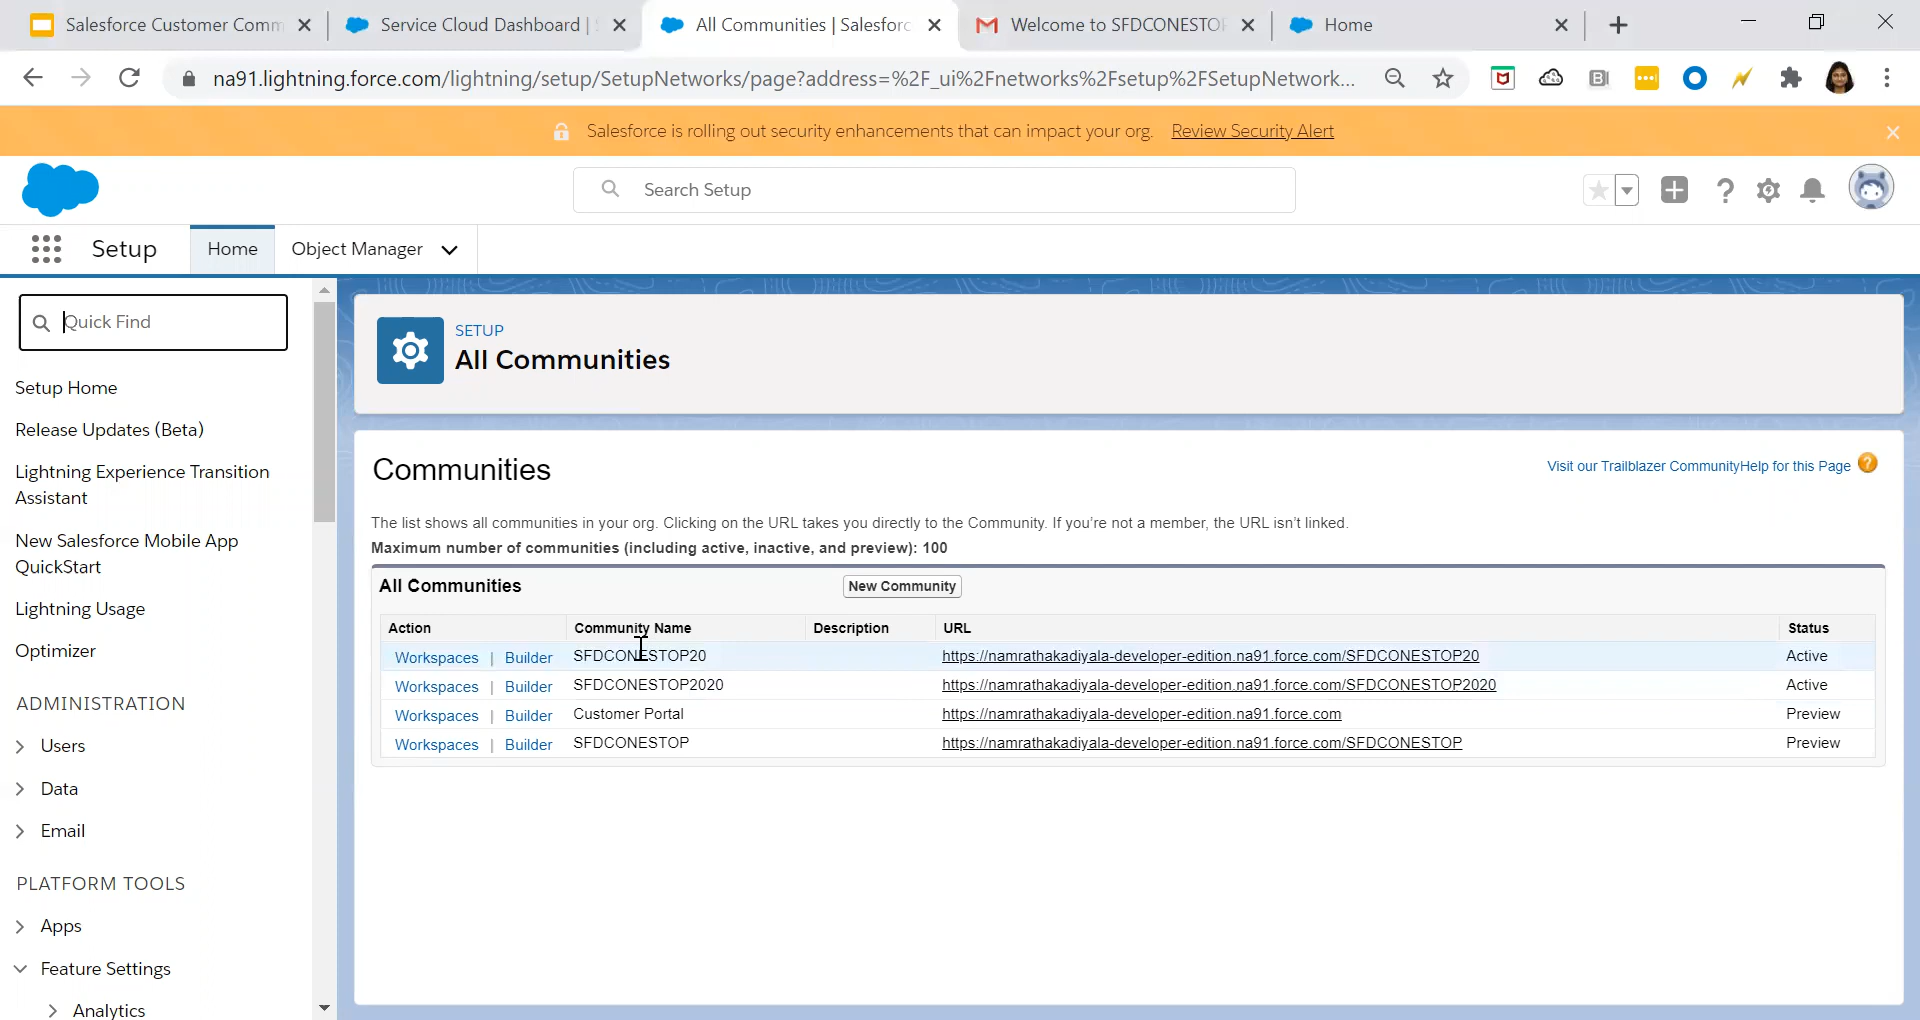 Salesforce Customer Comm
Service Cloud Dashboard |
All Communities | Salesforc
Welcome to SFDCONESTOP
Home
na91.lightning.force.com/lightning/setup/SetupNetworks/page?address=%2F_ui%2Fnetworks%2Fsetup%2FSetupNetwork...
Salesforce is rolling out security enhancements that can impact your org. Review Security Alert
Search Setup
Setup
Home
Object Manager
Quick Find
Setup Home
Release Updates (Beta)
Lightning Experience Transition
Assistant
New Salesforce Mobile App
QuickStart
Lightning Usage
Optimizer
ADMINISTRATION
Users
Data
Email
PLATFORM TOOLS
Apps
Feature Settings
Analytics
SETUP
All Communities
Communities
Visit our Trailblazer CommunityHelp for this Page ?
The list shows all communities in your org. Clicking on the URL takes you directly to the Community. If you're not a member, the URL isn't linked.
Maximum number of communities (including active, inactive, and preview): 100
All Communities New Community
Action Community Name Description URL Status
Workspaces | Builder SFDCONESTOP20 https://namrathakadiyala-developer-edition.na91.force.com/SFDCONESTOP20 Active
Workspaces | Builder SFDCONESTOP2020 https://namrathakadiyala-developer-edition.na91.force.com/SFDCONESTOP2020 Active
Workspaces | Builder Customer Portal https://namrathakadiyala-developer-edition.na91.force.com Preview
Workspaces | Builder SFDCONESTOP https://namrathakadiyala-developer-edition.na91.force.com/SFDCONESTOP Preview